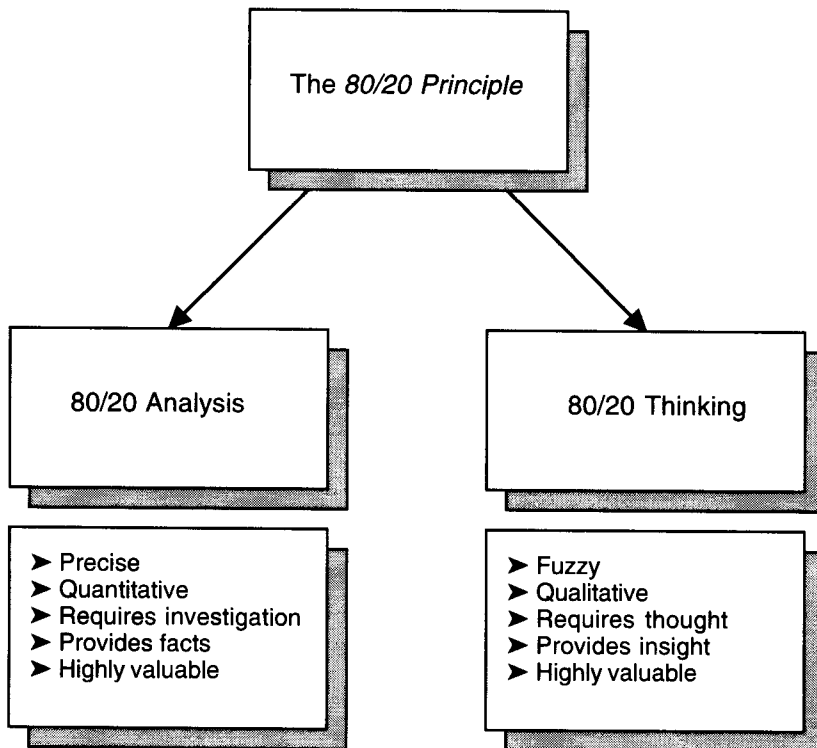 The 80/20 Principle
80/20 Analysis
80/20 Thinking
➤ Precise
➤ Quantitative
➤ Requires investigation
➤ Provides facts
➤ Highly valuable
➤ Fuzzy
➤ Qualitative
➤ Requires thought
➤ Provides insight
➤ Highly valuable